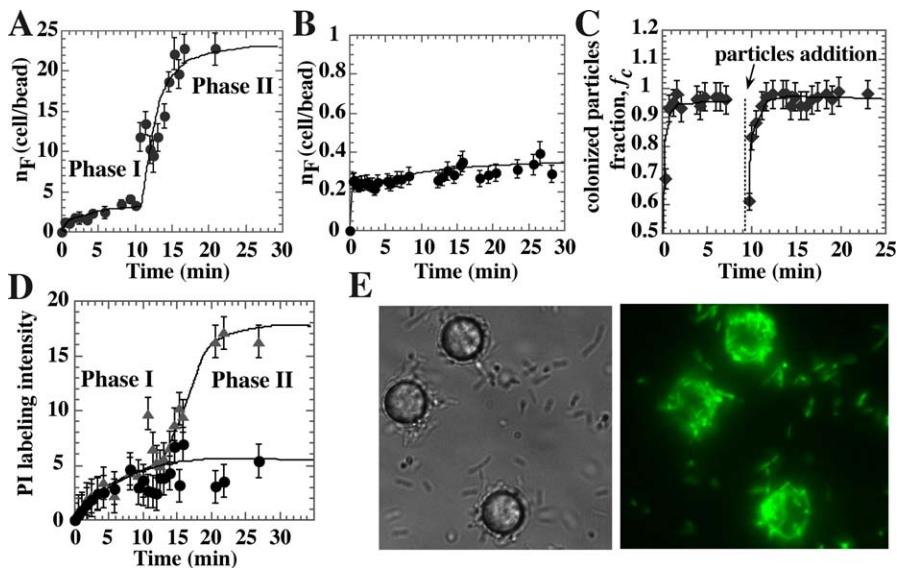 A
n_F (cell/bead)
25
20
15
10
5
0
Phase I
Phase II
0 5 10 15 20 25 30
Time (min)
B
n_F (cell/bead)
1
0.8
0.6
0.4
0.2
0
0 5 10 15 20 25 30
Time (min)
C
colonized particles
fraction, f_c
1.2
1.1
1
0.9
0.8
0.7
0.6
0.5
particles addition
0 5 10 15 20 25
Time (min)
D
PI labeling intensity
20
15
10
5
0
Phase I
Phase II
0 5 10 15 20 25 30
Time (min)
E